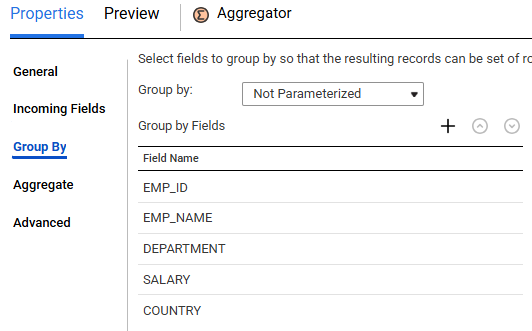 Properties Preview Aggregator
General
Incoming Fields
Group By
Aggregate
Advanced
Select fields to group by so that the resulting records can be set of
Group by: Not Parameterized
Group by Fields
Field Name
EMP_ID
EMP_NAME
DEPARTMENT
SALARY
COUNTRY